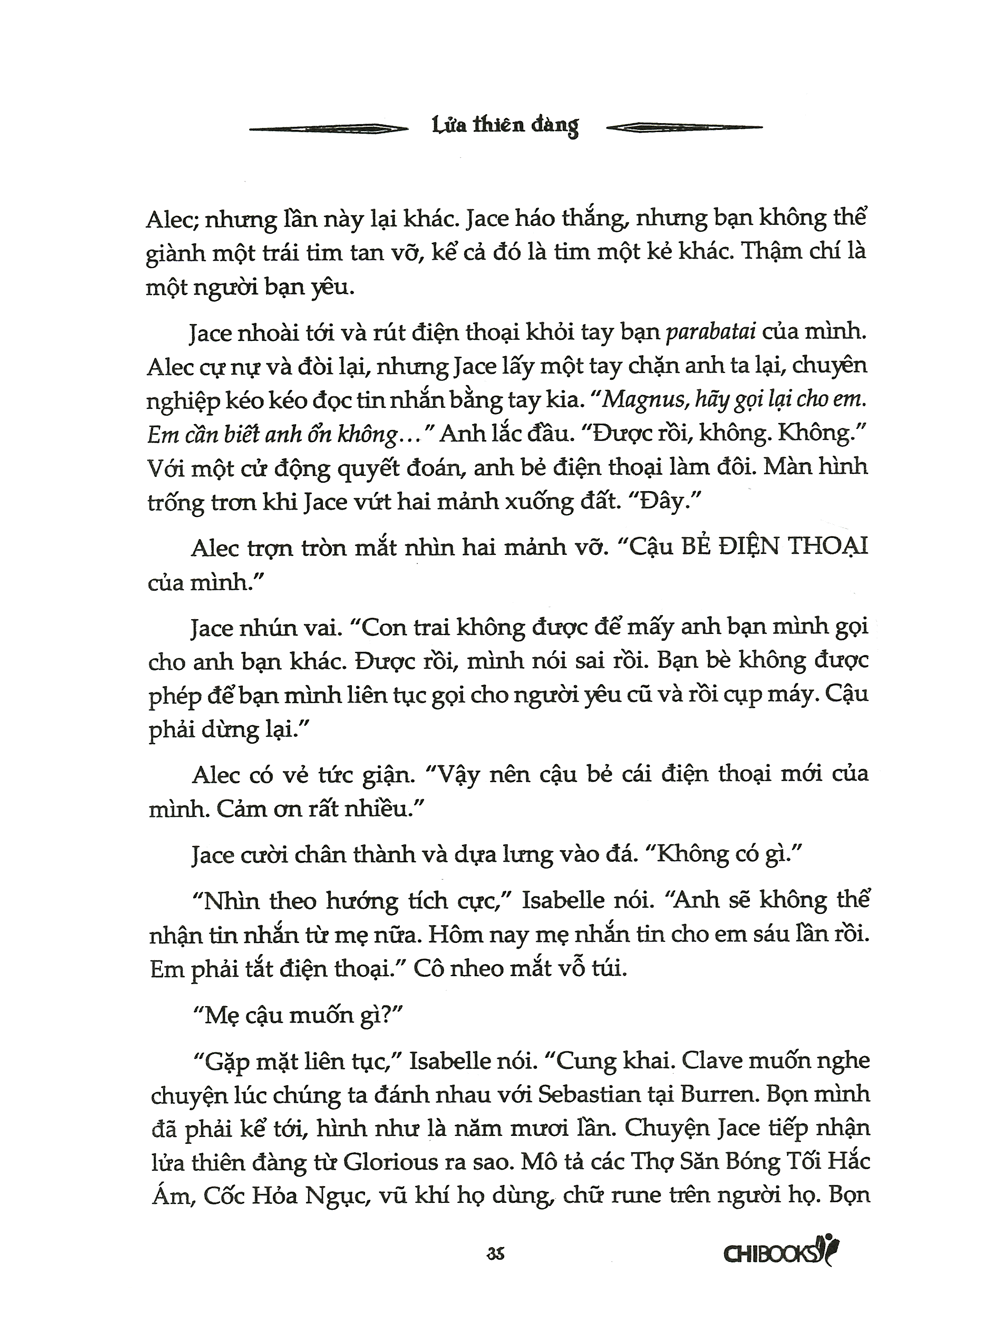 Lửa thiên đàng
Alec; nhưng lần này lại khác. Jace háo thắng, nhưng bạn không thể
giành một trái tim tan vỡ, kể cả đó là tim một kẻ khác. Thậm chí là
một người bạn yêu.
Jace nhoài tới và rút điện thoại khỏi tay bạn parabatai của mình.
Alec cự nự và đòi lại, nhưng Jace lấy một tay chặn anh ta lại, chuyên
nghiệp kéo kéo đọc tin nhắn bằng tay kia. “Magnus, hãy gọi lại cho em.
Em cần biết anh ổn không…” Anh lắc đầu. “Được rồi, không. Không.”
Với một cử động quyết đoán, anh bẻ điện thoại làm đôi. Màn hình
trống trơn khi Jace vứt hai mảnh xuống đất. “Đây.”
Alec trợn tròn mắt nhìn hai mảnh vỡ. “Cậu BẺ ĐIỆN THOẠI
của mình.”
Jace nhún vai. “Con trai không được để mấy anh bạn mình gọi
cho anh bạn khác. Được rồi, mình nói sai rồi. Bạn bè không được
phép để bạn mình liên tục gọi cho người yêu cũ và rồi cụp máy. Cậu
phải dừng lại.”
Alec có vẻ tức giận. “Vậy nên cậu bẻ cái điện thoại mới của
mình. Cảm ơn rất nhiều.”
Jace cười chân thành và dựa lưng vào đá. “Không có gì.”
“Nhìn theo hướng tích cực,” Isabelle nói. “Anh sẽ không thể
nhận tin nhắn từ mẹ nữa. Hôm nay mẹ nhắn tin cho em sáu lần rồi.
Em phải tắt điện thoại.” Cô nheo mắt vỗ túi.
“Mẹ cậu muốn gì?”
“Gặp mặt liên tục,” Isabelle nói. “Cung khai. Clave muốn nghe
chuyện lúc chúng ta đánh nhau với Sebastian tại Burren. Bọn mình
đã phải kể tới, hình như là năm mươi lần. Chuyện Jace tiếp nhận
lửa thiên đàng từ Glorious ra sao. Mô tả các Thợ Săn Bóng Tối Hắc
Ám, Cốc Hỏa Ngục, vũ khí họ dùng, chữ rune trên người họ. Bọn
35
CHIBOOKS